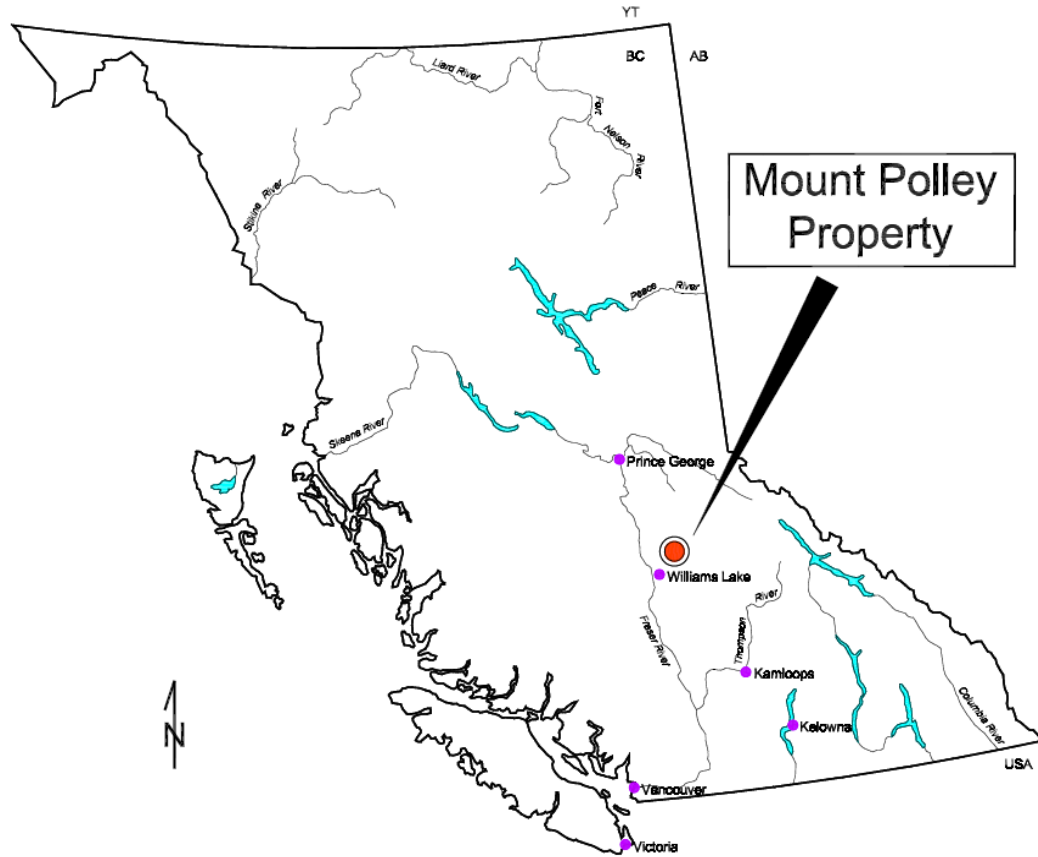 YT
BC
AB
Liard River
Fort
Nelson
River
Stikine River
Mount Polley
Property
Peace River
Skeena River
Prince George
Williams Lake
Fraser River
Thompson
River
Kamloops
Columbia River
Kelowna
N
USA
Vancouver
Victoria